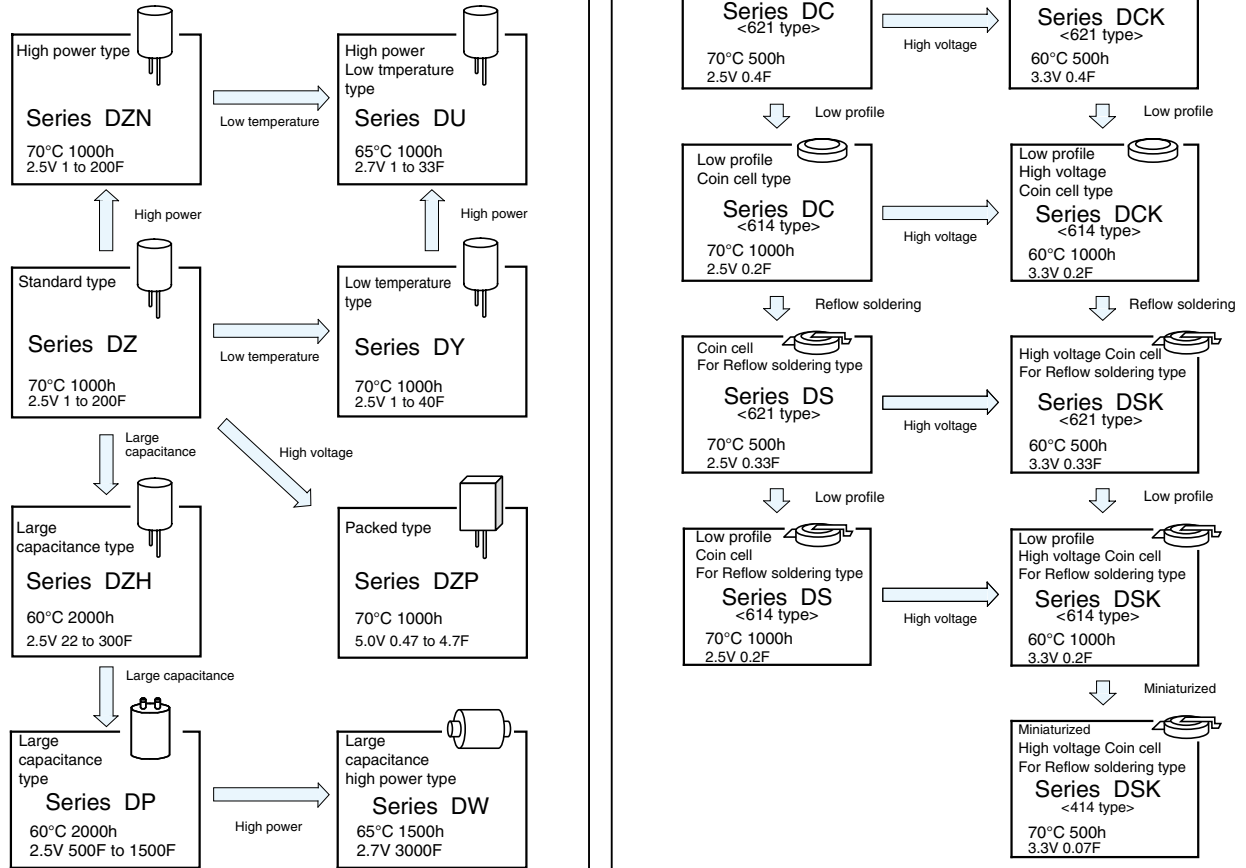 High power type
Series DZN
70°C 1000h
2.5V 1 to 200F
Low temperature
High power
Low tmperature
type
Series DU
65°C 1000h
2.7V 1 to 33F
High power
High power
Standard type
Series DZ
70°C 1000h
2.5V 1 to 200F
Low temperature
Low temperature
type
Series DY
70°C 1000h
2.5V 1 to 40F
Large
capacitance
High voltage
Large
capacitance type
Series DZH
60°C 2000h
2.5V 22 to 300F
Packed type
Series DZP
70°C 1000h
5.0V 0.47 to 4.7F
Large capacitance
Large
capacitance
type
Series DP
60°C 2000h
2.5V 500F to 1500F
High power
Large
capacitance
high power type
Series DW
65°C 1500h
2.7V 3000F
Series DC
<621 type>
70°C 500h
2.5V 0.4F
High voltage
Series DCK
<621 type>
60°C 500h
3.3V 0.4F
Low profile
Low profile
Low profile
Coin cell type
Series DC
<614 type>
70°C 1000h
2.5V 0.2F
High voltage
Low profile
High voltage
Coin cell type
Series DCK
<614 type>
60°C 1000h
3.3V 0.2F
Reflow soldering
Reflow soldering
Coin cell
For Reflow soldering type
Series DS
<621 type>
70°C 500h
2.5V 0.33F
High voltage
High voltage Coin cell
For Reflow soldering type
Series DSK
<621 type>
60°C 500h
3.3V 0.33F
Low profile
Low profile
Low profile
Coin cell
For Reflow soldering type
Series DS
<614 type>
70°C 1000h
2.5V 0.2F
High voltage
Low profile
High voltage Coin cell
For Reflow soldering type
Series DSK
<614 type>
60°C 1000h
3.3V 0.2F
Miniaturized
Miniaturized
High voltage Coin cell
For Reflow soldering type
Series DSK
<414 type>
70°C 500h
3.3V 0.07F